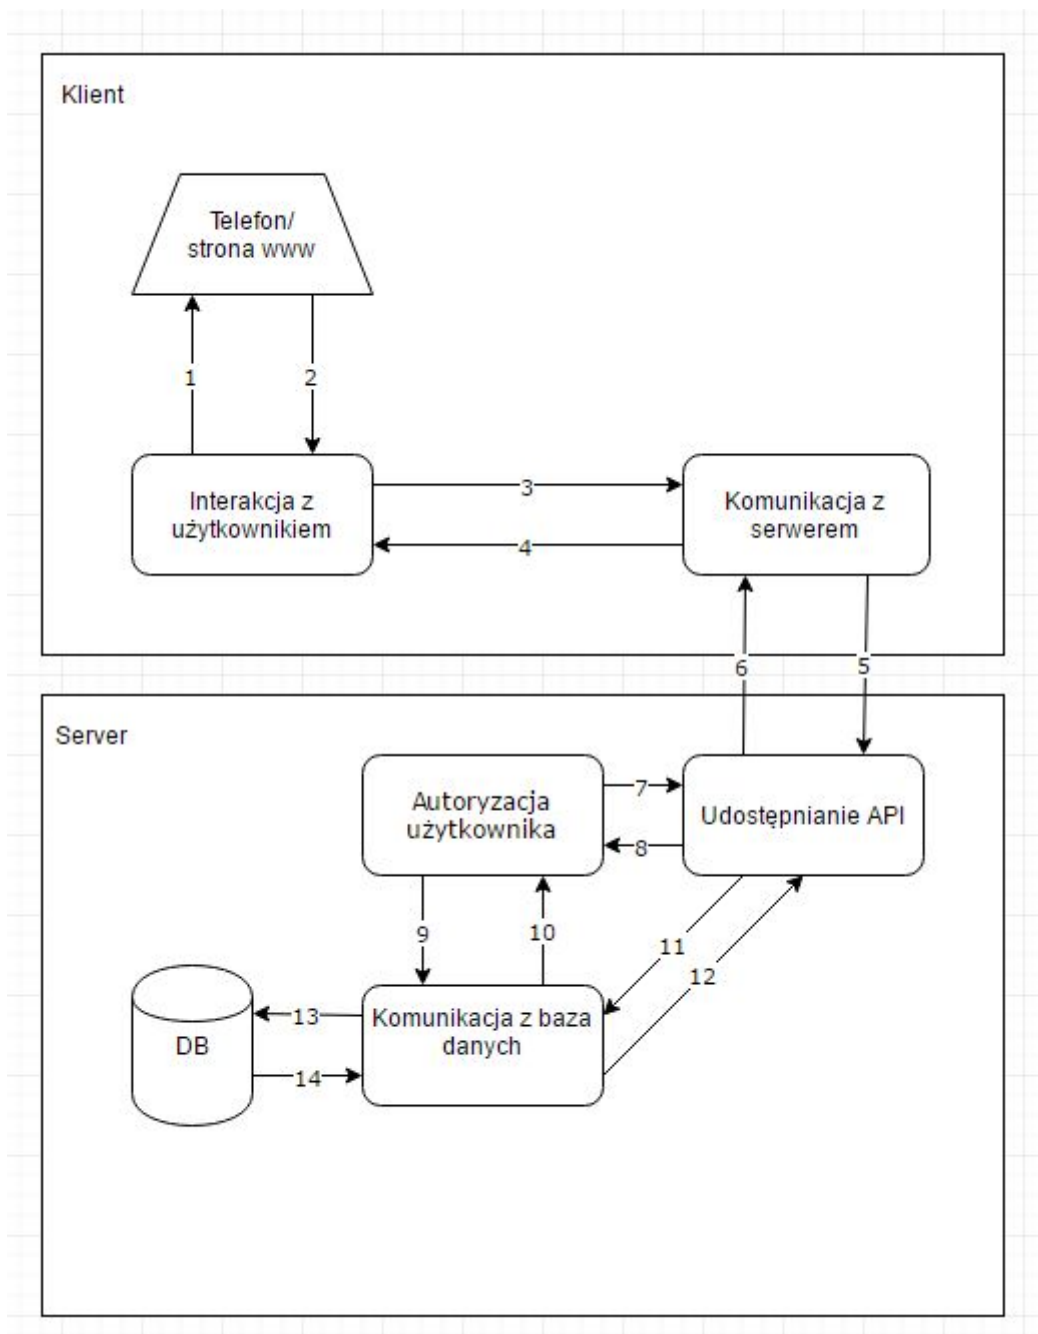 Klient
Telefon/
strona www
1
2
Interakcja z
użytkownikiem
3
4
Komunikacja z
serwerem
6
5
Server
Autoryzacja
użytkownika
7
8
Udostępnianie API
9
10
11
12
DB
13
14
Komunikacja z baza
danych